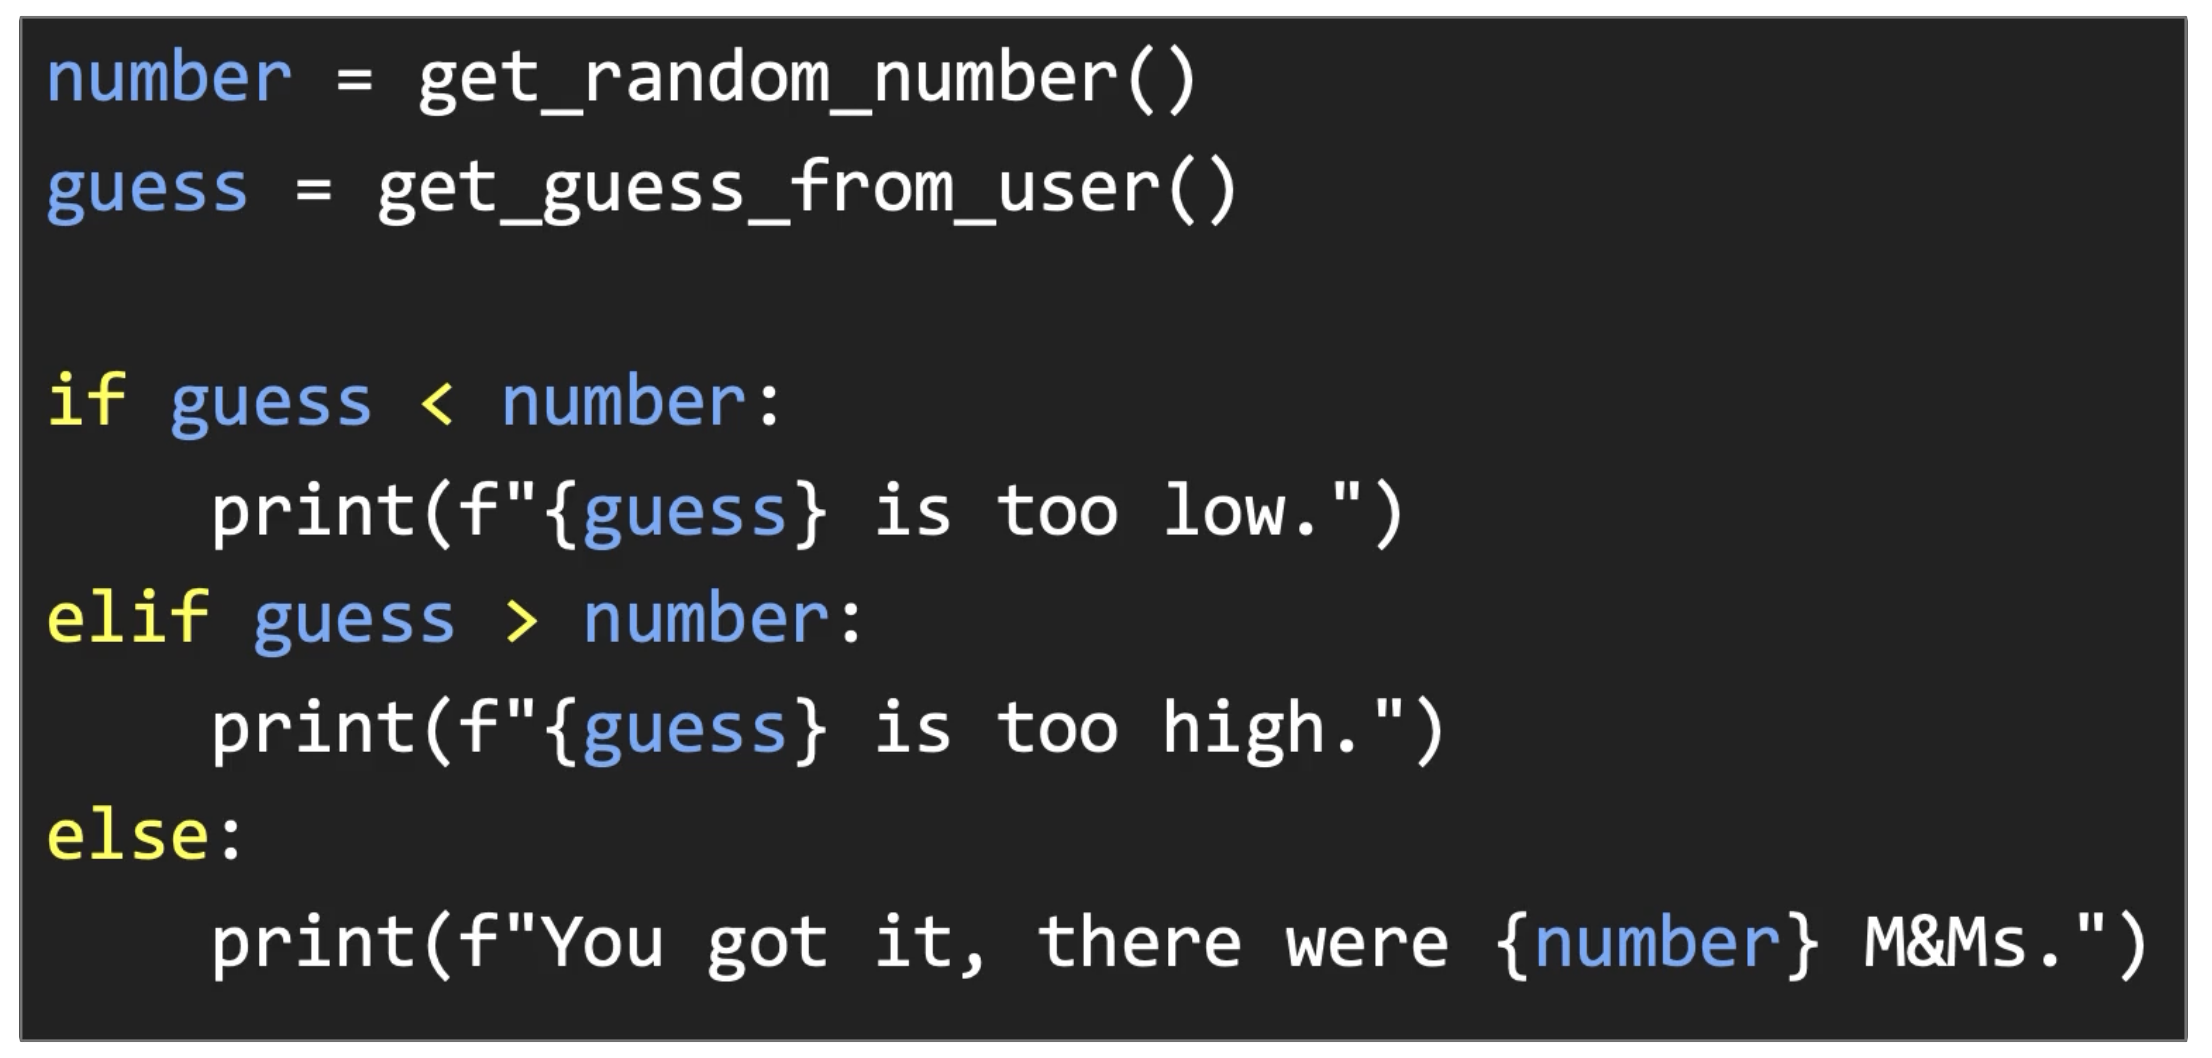 number = get_random_number()
guess = get_guess_from_user()

if guess < number:
    print(f"{guess} is too low.")
elif guess > number:
    print(f"{guess} is too high.")
else:
    print(f"You got it, there were {number} M&Ms.")